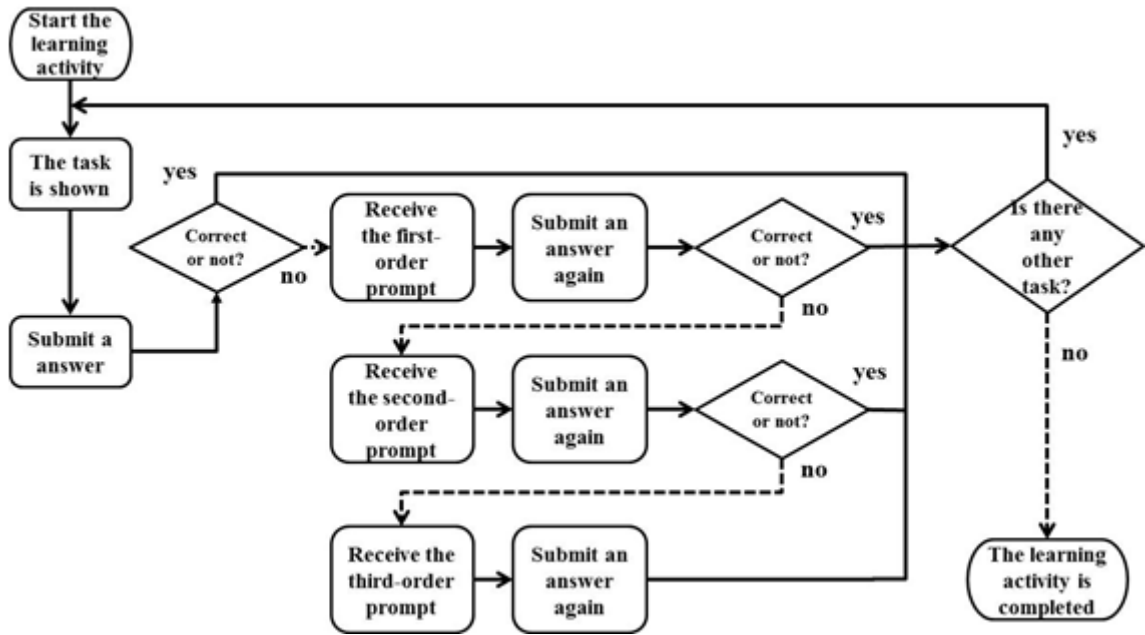 Start the
learning
activity
yes
The task
is shown
yes
Receive
the first-
order
prompt
Submit an
answer
again
yes
Is there
any
other
task?
Correct
or not?
Correct
or not?
no
no
Submit a
answer
Receive
the second-
order
prompt
Submit an
answer
again
yes
Correct
or not?
no
no
Receive the
third-order
prompt
Submit an
answer
again
The learning
activity is
completed